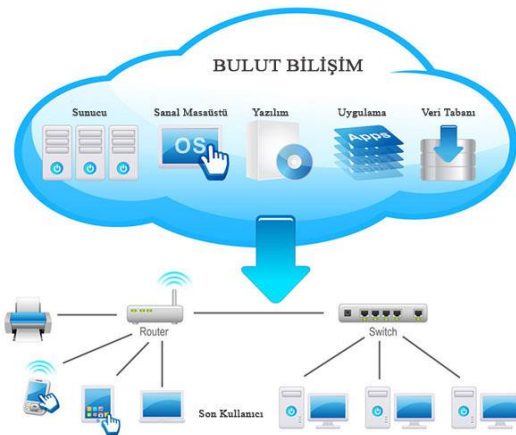 BULUT BİLİŞİM
Sunucu Sanal Masaüstü Yazılım Uygulama Veri Tabanı
OS Apps
Router Switch
Son Kullanıcı